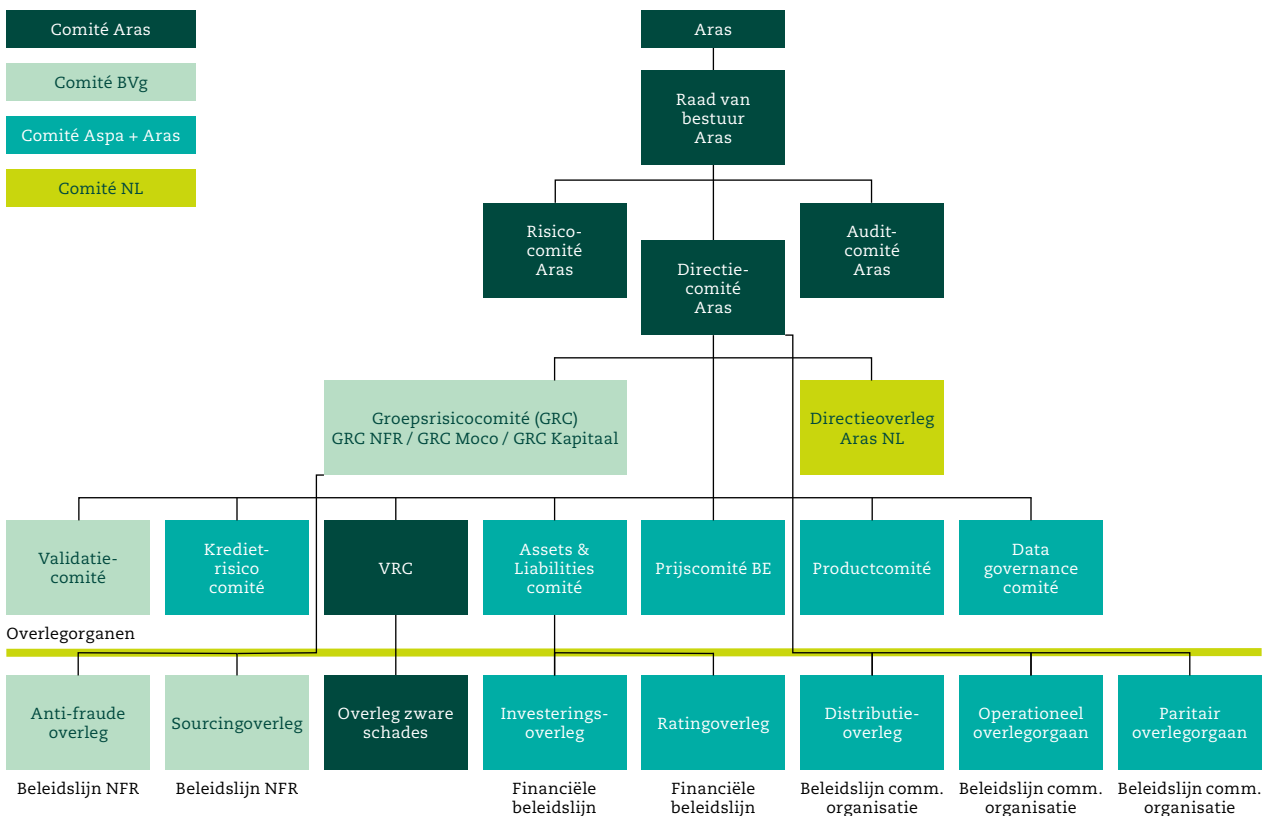 Comité Aras
Comité BVg
Comité Aspa + Aras
Comité NL
Aras
Raad van
bestuur
Aras
Risico-
comité
Aras
Directie-
comité
Aras
Audit-
comité
Aras
Groepsrisicocomité (GRC)
GRC NFR / GRC Moco / GRC Kapitaal
Directieoverleg
Aras NL
Validatie-
comité
Krediet-
risico
comité
VRC
Assets &
Liabilities
comité
Prijscomité BE
Productcomité
Data
governance
comité
Overlegorganen
Anti-fraude
overleg
Sourcingoverleg
Overleg zware
schades
Investerings-
overleg
Ratingoverleg
Distributie-
overleg
Operationeel
overlegorgaan
Paritair
overlegorgaan
Beleidslijn NFR
Beleidslijn NFR
Financiële
beleidslijn
Financiële
beleidslijn
Beleidslijn comm.
organisatie
Beleidslijn comm.
organisatie
Beleidslijn comm.
organisatie